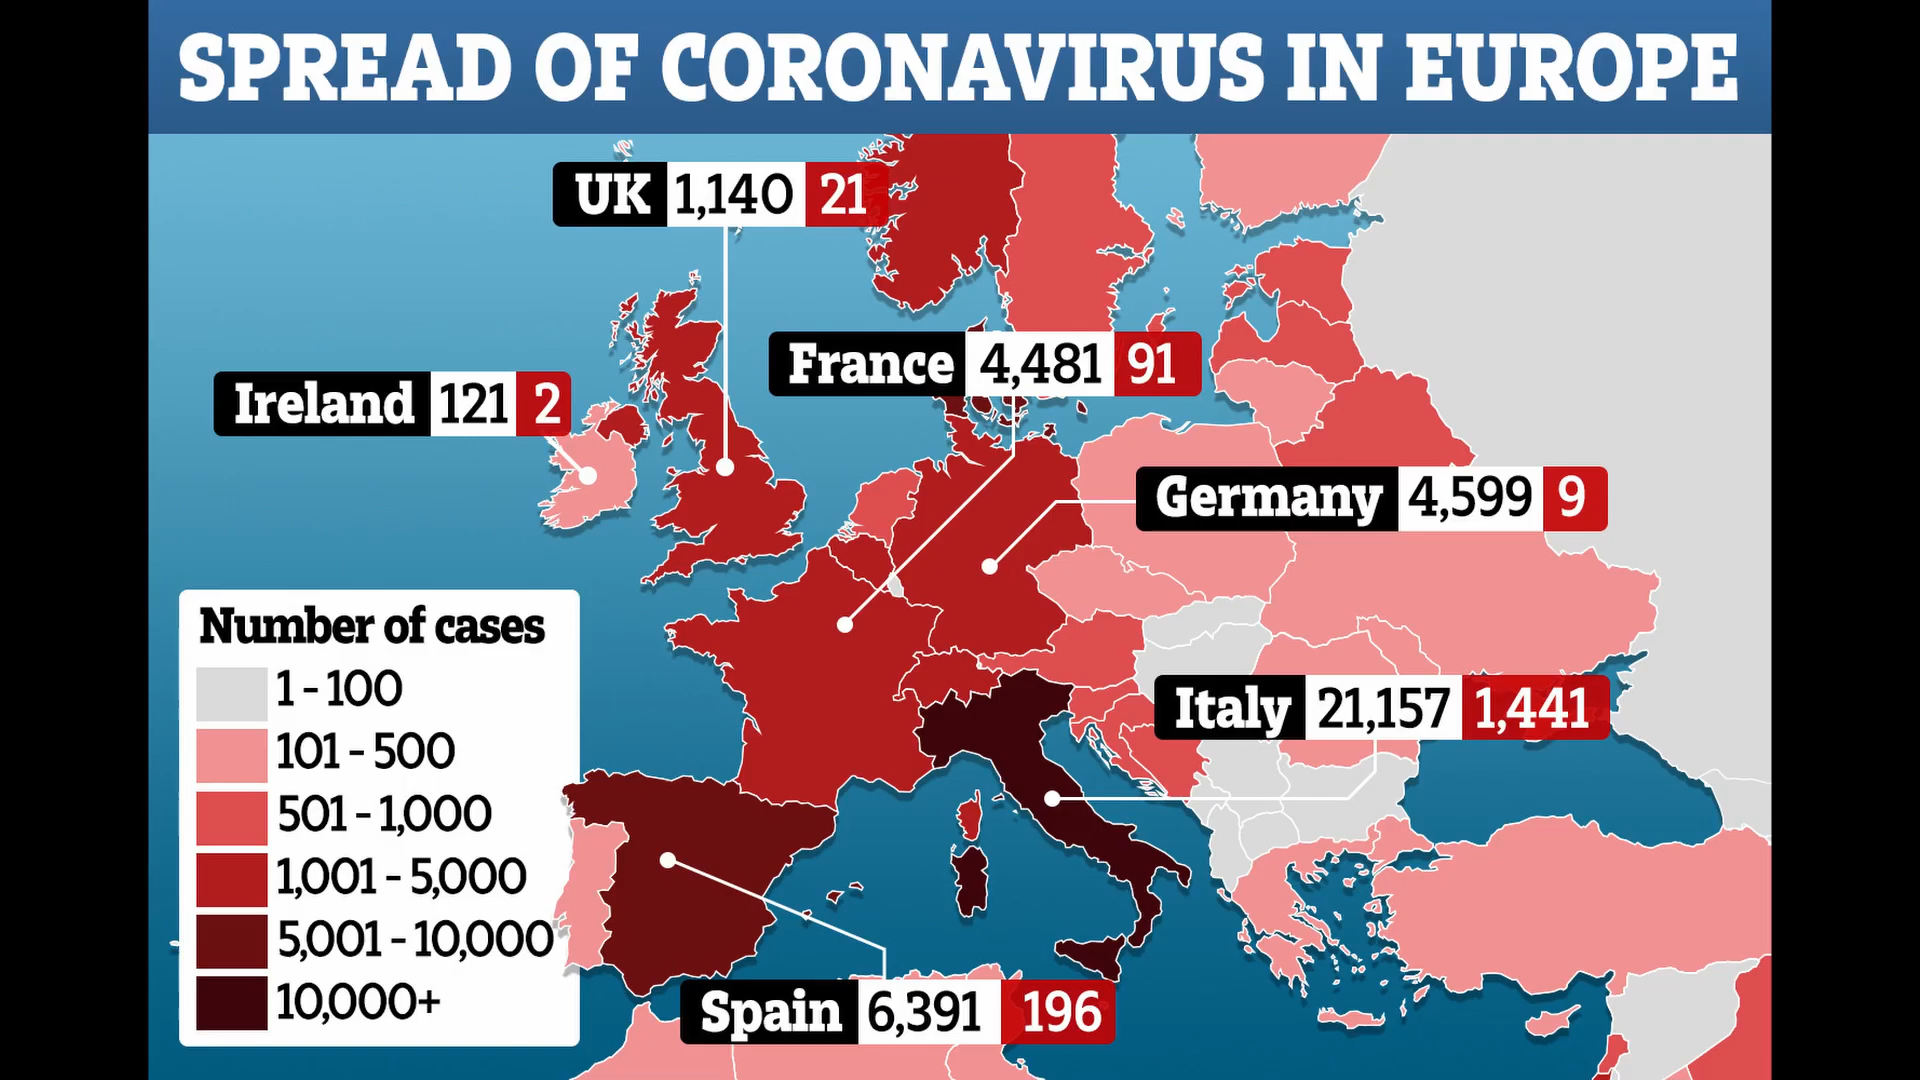 SPREAD OF CORONAVIRUS IN EUROPE
UK 1,140 21
France 4,481 91
Ireland 121 2
Germany 4,599 9
Italy 21,157 1,441
Spain 6,391 196
Number of cases
1 - 100
101 - 500
501 - 1,000
1,001 - 5,000
5,001 - 10,000
10,000+